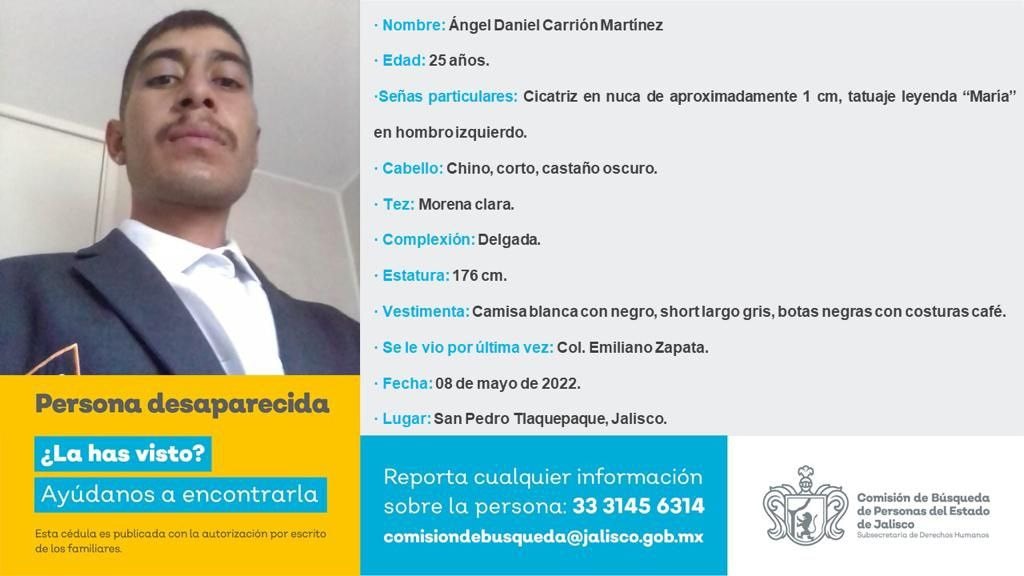 · Nombre: Ángel Daniel Carrión Martínez
· Edad: 25 años.
·Señas particulares: Cicatriz en nuca de aproximadamente 1 cm, tatuaje leyenda “María”
en hombro izquierdo.
· Cabello: Chino, corto, castaño oscuro.
· Tez: Morena clara.
· Complexión: Delgada.
· Estatura: 176 cm.
· Vestimenta: Camisa blanca con negro, short largo gris, botas negras con costuras café.
· Se le vio por última vez: Col. Emiliano Zapata.
· Fecha: 08 de mayo de 2022.
· Lugar: San Pedro Tlaquepaque, Jalisco.
Persona desaparecida
¿La has visto?
Ayúdanos a encontrarla
Esta cédula es publicada con la autorización por escrito
de los familiares.
Reporta cualquier información
sobre la persona: 33 3145 6314
comisiondebusqueda@jalisco.gob.mx
Comisión de Búsqueda
de Personas del Estado
de Jalisco
Subsecretaría de Derechos Humanos